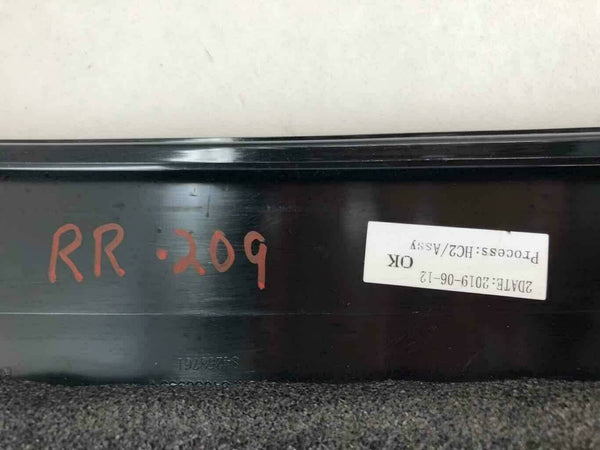 RR .209
Process:HC2/Assy
OK
2DATE:2019-06-12